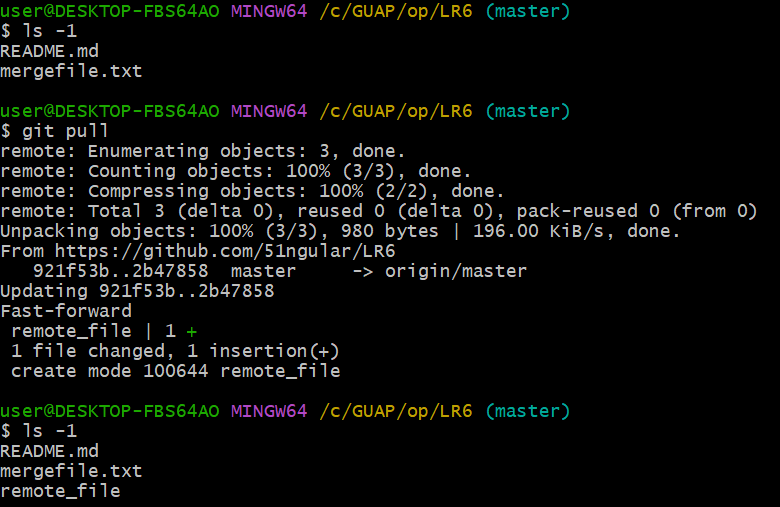 user@DESKTOP-FBS64AO MINGW64 /c/GUAP/op/LR6 (master)
$ ls -1
README.md
mergefile.txt

user@DESKTOP-FBS64AO MINGW64 /c/GUAP/op/LR6 (master)
$ git pull
remote: Enumerating objects: 3, done.
remote: Counting objects: 100% (3/3), done.
remote: Compressing objects: 100% (2/2), done.
remote: Total 3 (delta 0), reused 0 (delta 0), pack-reused 0 (from 0)
Unpacking objects: 100% (3/3), 980 bytes | 196.00 KiB/s, done.
From https://github.com/51ngular/LR6
   921f53b..2b47858  master     -> origin/master
Updating 921f53b..2b47858
Fast-forward
 remote_file | 1 +
 1 file changed, 1 insertion(+)
 create mode 100644 remote_file

user@DESKTOP-FBS64AO MINGW64 /c/GUAP/op/LR6 (master)
$ ls -1
README.md
mergefile.txt
remote_file